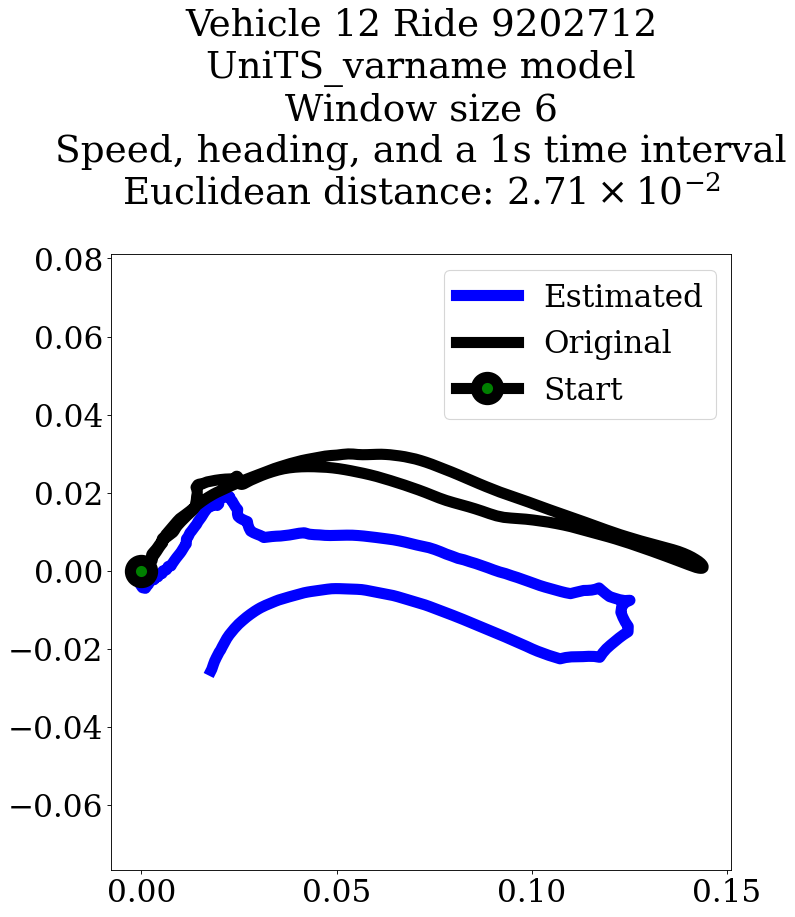 Vehicle 12 Ride 9202712
UniTS_varname model
Window size 6
Speed, heading, and a 1s time interval
Euclidean distance: 2.71 × 10⁻²
Estimated
Original
Start
0.08
0.06
0.04
0.02
0.00
−0.02
−0.04
−0.06
0.00 0.05 0.10 0.15